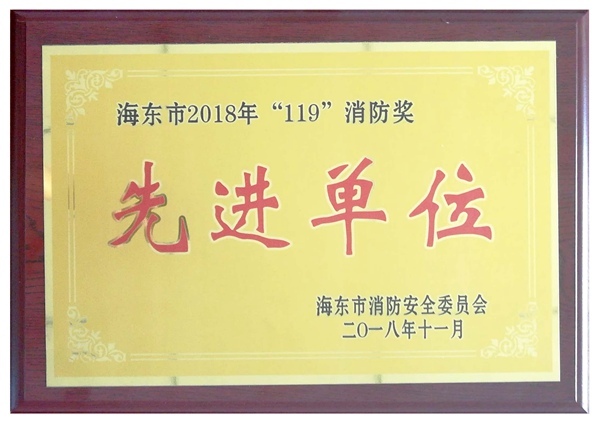 海东市2018年“119”消防奖
先进单位
海东市消防安全委员会
二〇一八年十一月